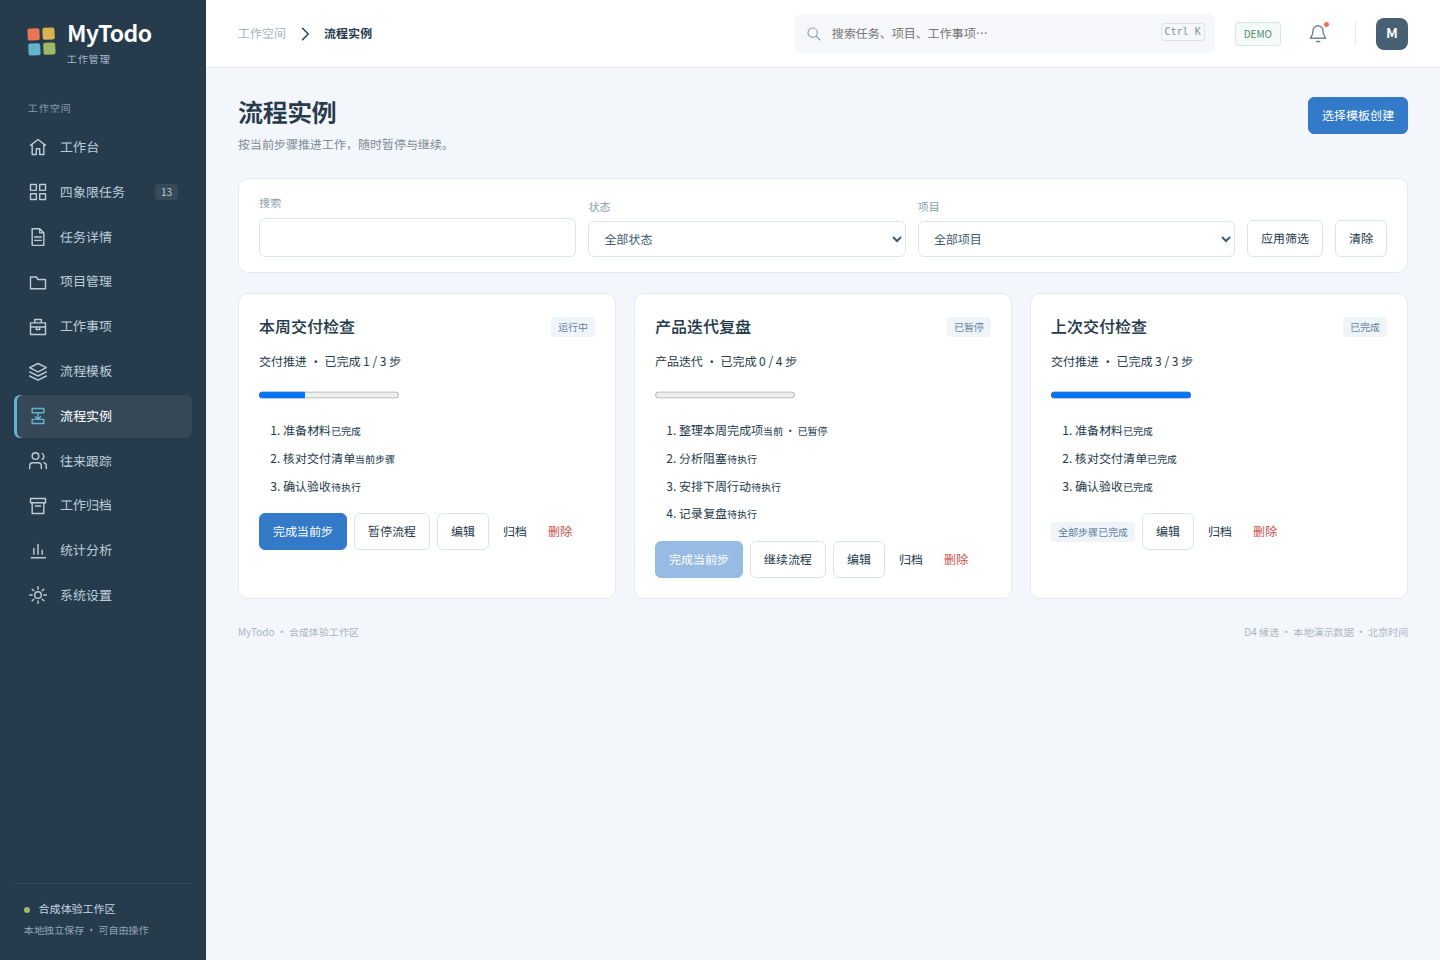 MyTodo
工作管理
工作空间
工作台
四象限任务 13
任务详情
项目管理
工作事项
流程模板
流程实例
往来跟踪
工作归档
统计分析
系统设置
合成体验工作区
本地独立保存 · 可自由操作
工作空间 流程实例
搜索任务、项目、工作事项… Ctrl K
DEMO
M
流程实例
按当前步骤推进工作，随时暂停与继续。
选择模板创建
搜索
状态
全部状态
项目
全部项目
应用筛选
清除
本周交付检查 运行中
交付推进 · 已完成 1 / 3 步
1. 准备材料已完成
2. 核对交付清单当前步骤
3. 确认验收待执行
完成当前步 暂停流程 编辑 归档 删除
产品迭代复盘 已暂停
产品迭代 · 已完成 0 / 4 步
1. 整理本周完成项当前 · 已暂停
2. 分析阻塞待执行
3. 安排下周行动待执行
4. 记录复盘待执行
完成当前步 继续流程 编辑 归档 删除
上次交付检查 已完成
交付推进 · 已完成 3 / 3 步
1. 准备材料已完成
2. 核对交付清单已完成
3. 确认验收已完成
全部步骤已完成 编辑 归档 删除
MyTodo · 合成体验工作区
D4 候选 · 本地演示数据 · 北京时间